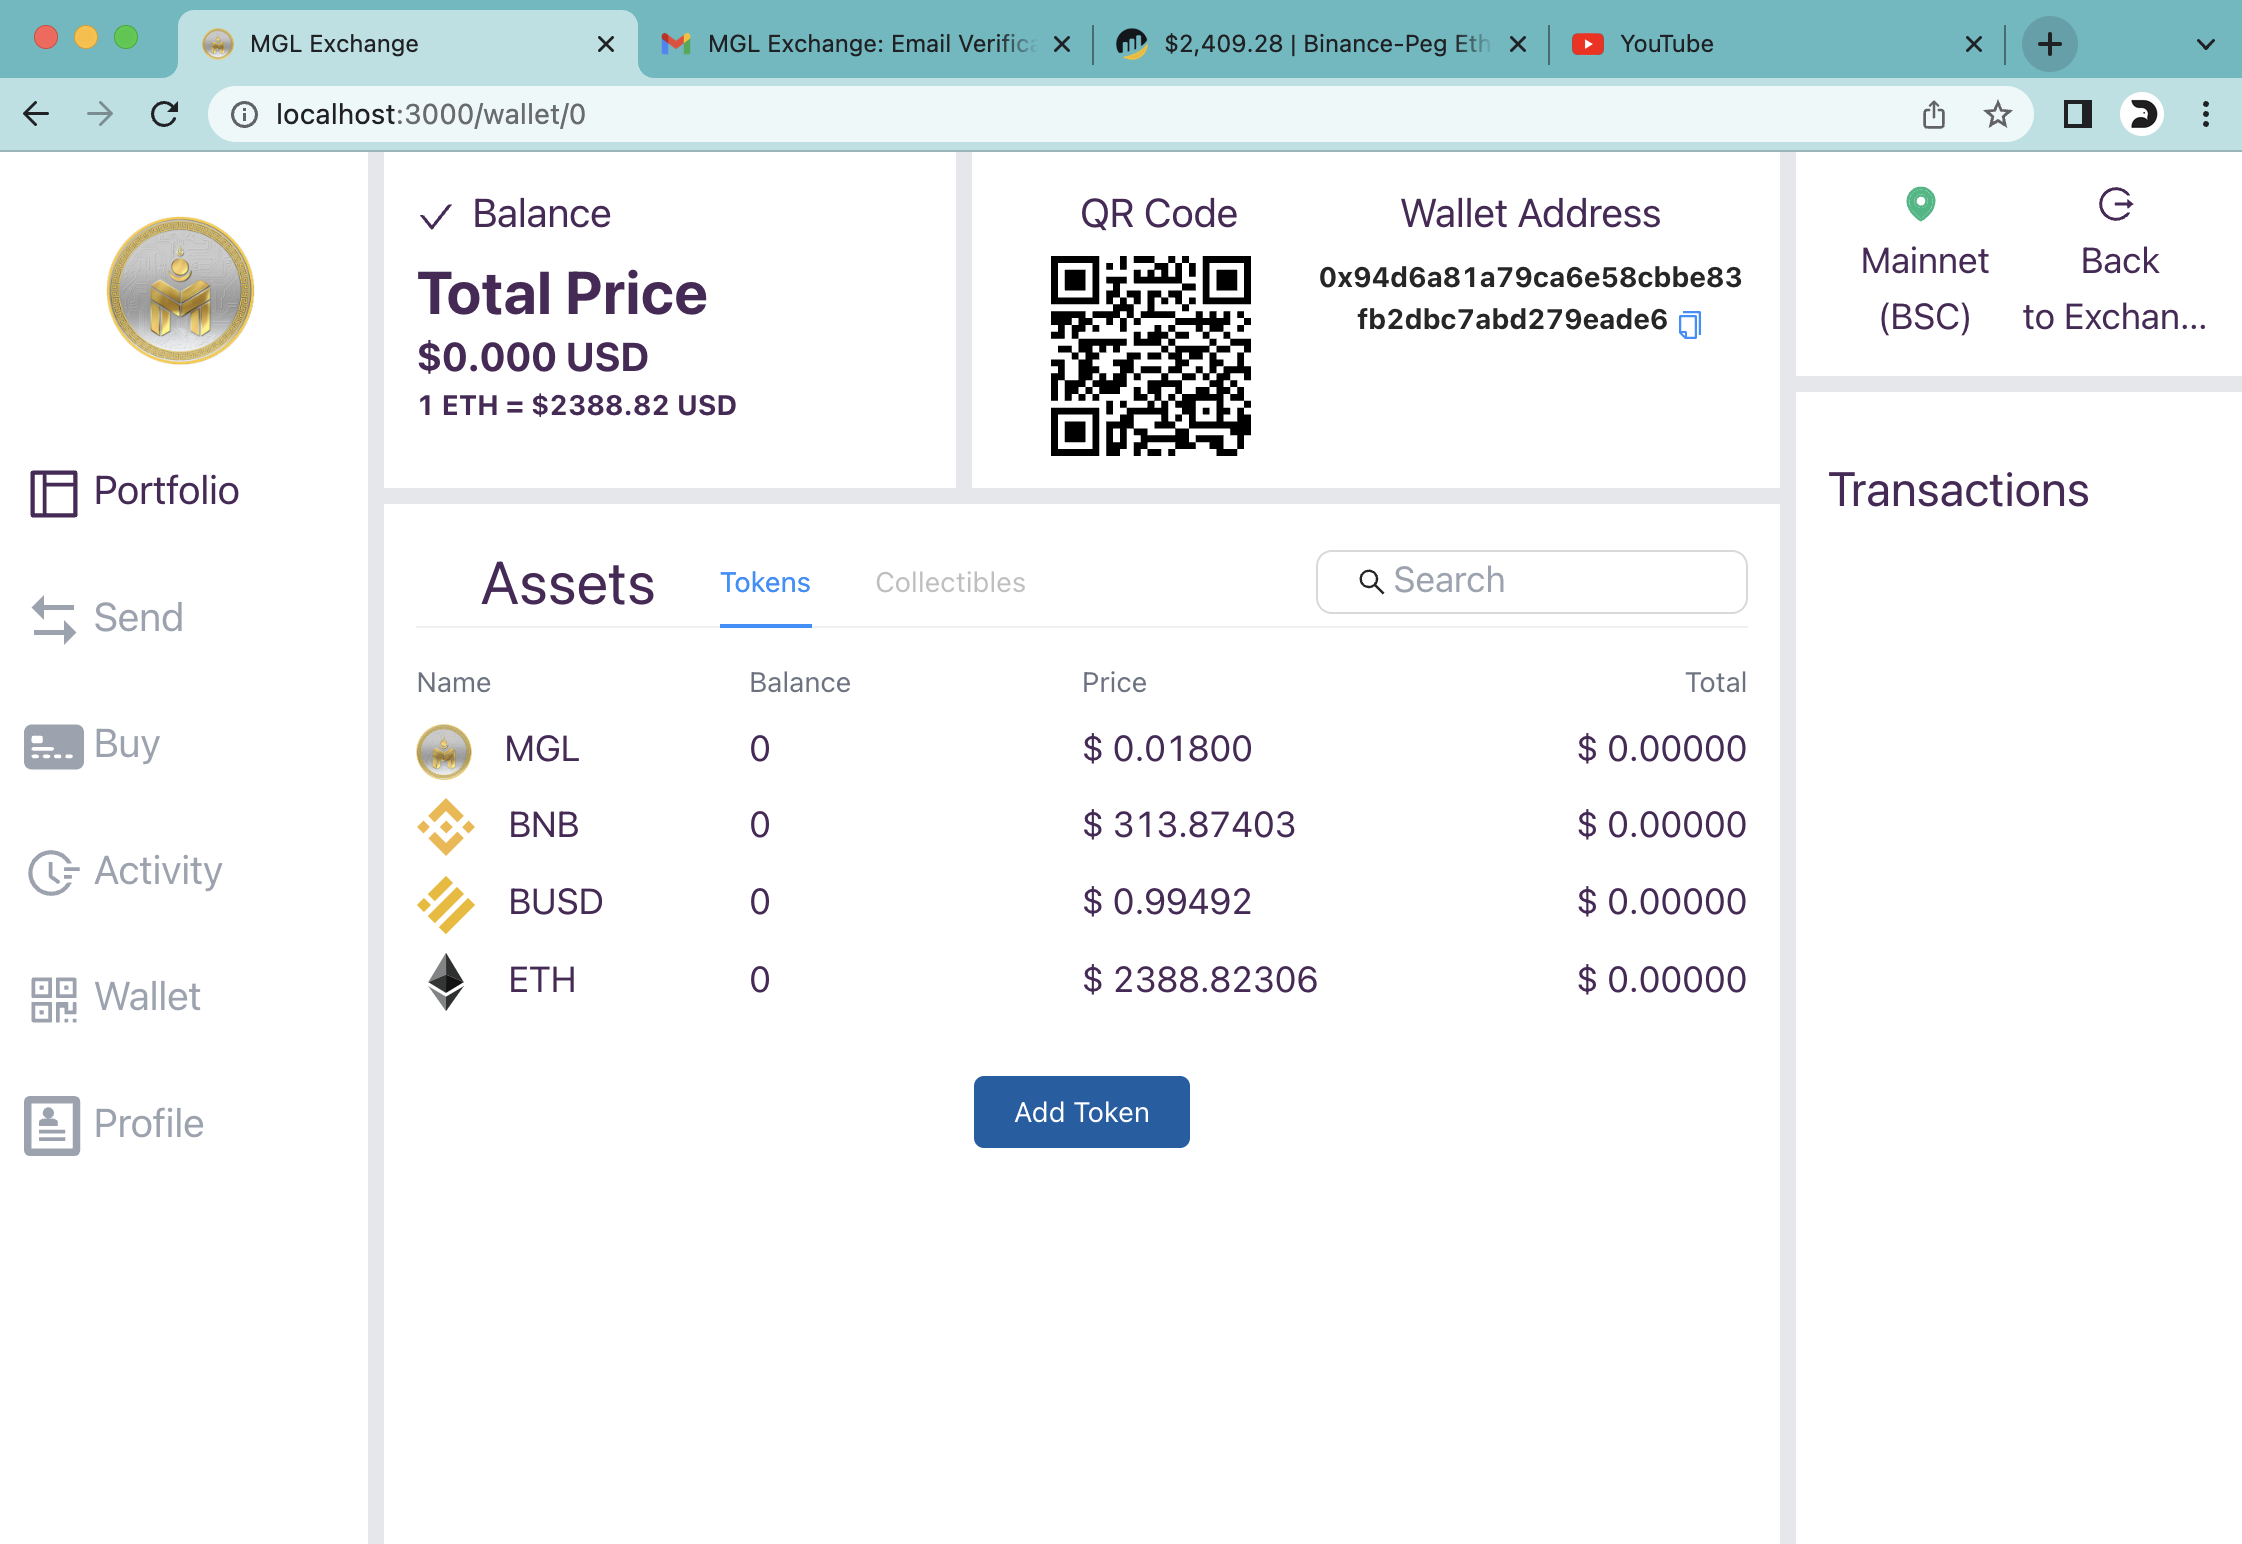 MGL Exchange
MGL Exchange: Email Verifica
$2,409.28 | Binance-Peg Eth
YouTube
localhost:3000/wallet/0
Balance
Total Price
$0.000 USD
1 ETH = $2388.82 USD
QR Code
Wallet Address
0x94d6a81a79ca6e58cbbe83
fb2dbc7abd279eade6
Mainnet
(BSC)
Back
to Exchan...
Portfolio
Send
Buy
Activity
Wallet
Profile
Assets
Tokens
Collectibles
Search
Name Balance Price Total
MGL 0 $ 0.01800 $ 0.00000
BNB 0 $ 313.87403 $ 0.00000
BUSD 0 $ 0.99492 $ 0.00000
ETH 0 $ 2388.82306 $ 0.00000
Add Token
Transactions